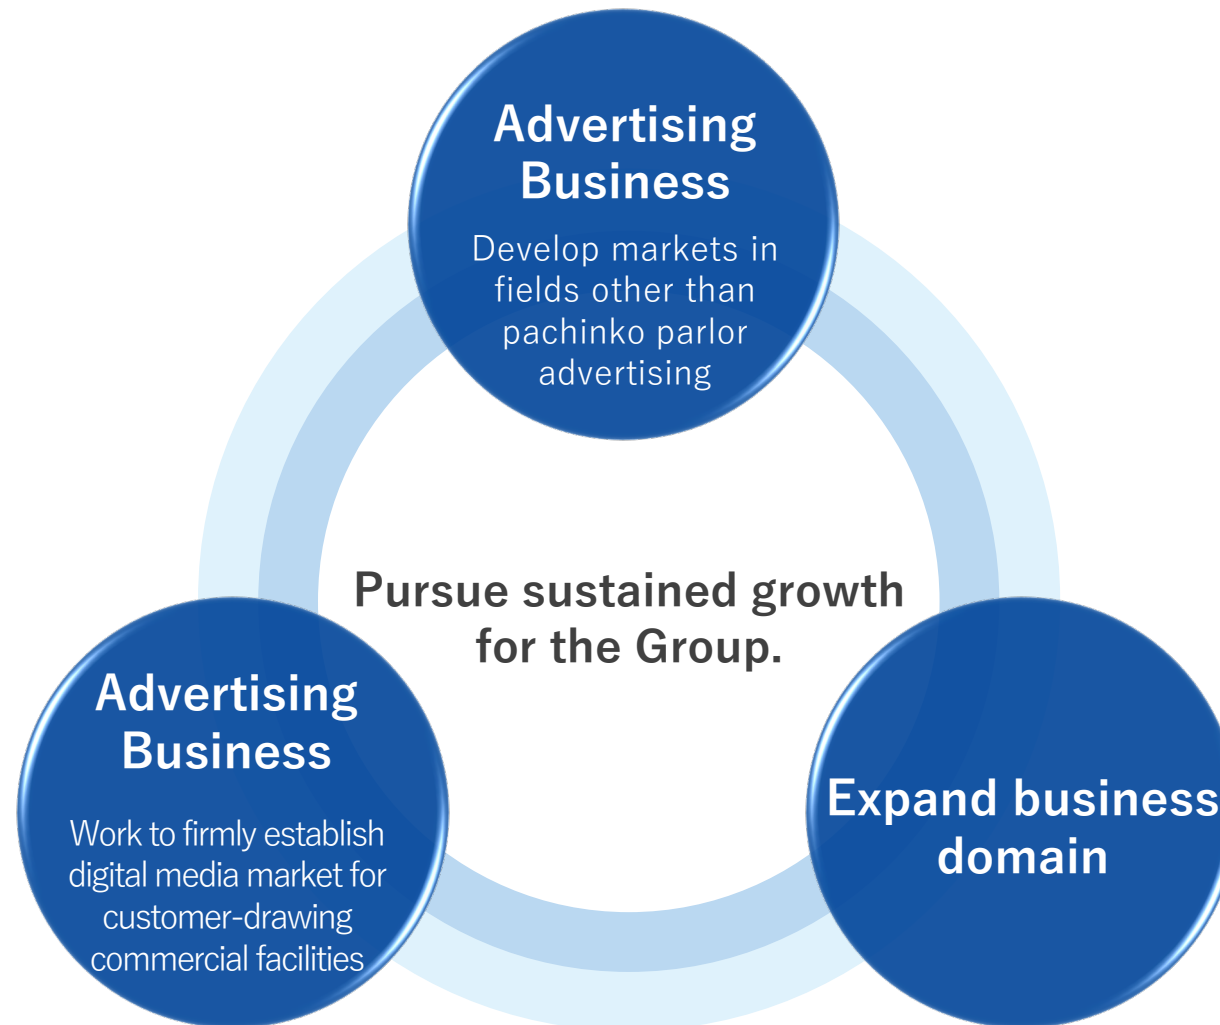 Advertising
Business
Develop markets in
fields other than
pachinko parlor
advertising
Pursue sustained growth
for the Group.
Advertising
Business
Work to firmly establish
digital media market for
customer-drawing
commercial facilities
Expand business
domain